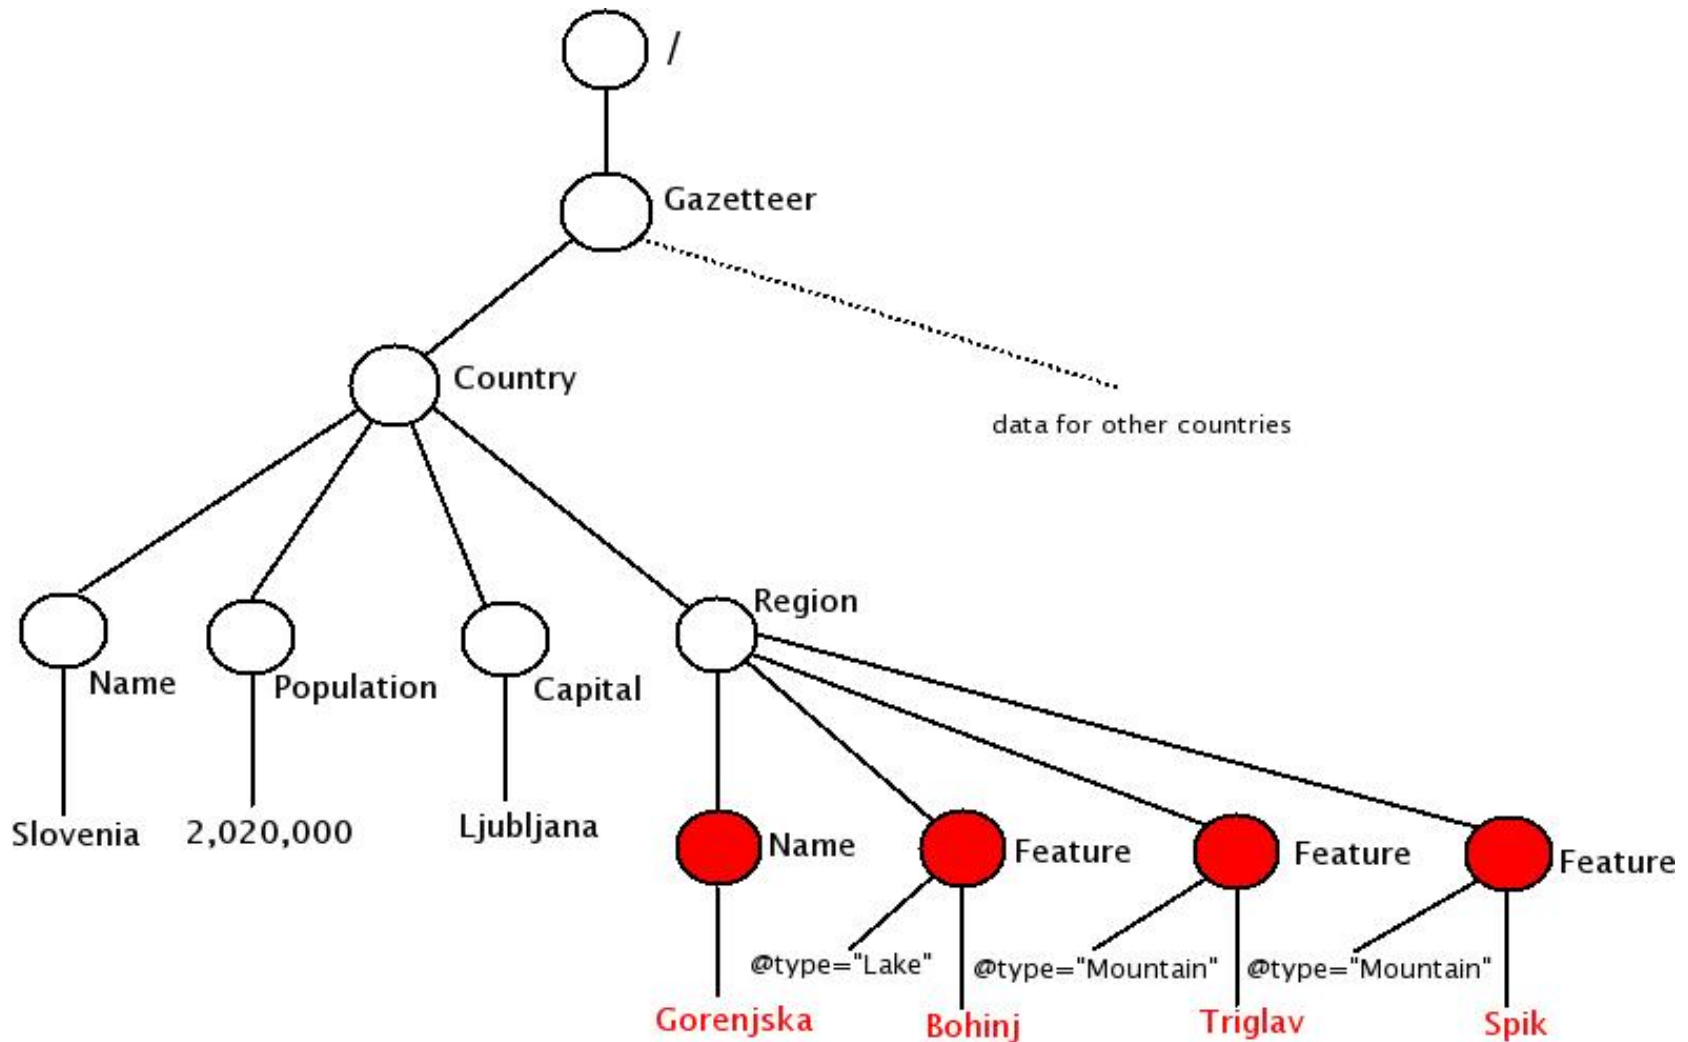 /
Gazetteer
Country
data for other countries
Region
Name
Population
Capital
Slovenia
2,020,000
Ljubljana
Name
Feature
Feature
Feature
@type="Lake"
@type="Mountain"
@type="Mountain"
Gorenjska
Bohinj
Triglav
Spik